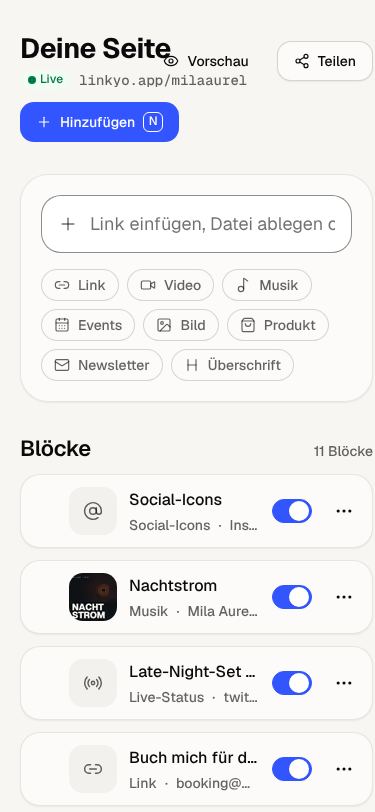 Deine Seite
Vorschau
Teilen
Live
linkyo.app/milaaurel
Hinzufügen N
Link einfügen, Datei ablegen o
Link Video Musik
Events Bild Produkt
Newsletter Überschrift
Blöcke 11 Blöcke
Social-Icons
Social-Icons · Ins...
Nachtstrom
Musik · Mila Aure...
NACHT
STROM
Late-Night-Set ...
Live-Status · twit...
Buch mich für d...
Link · booking@...